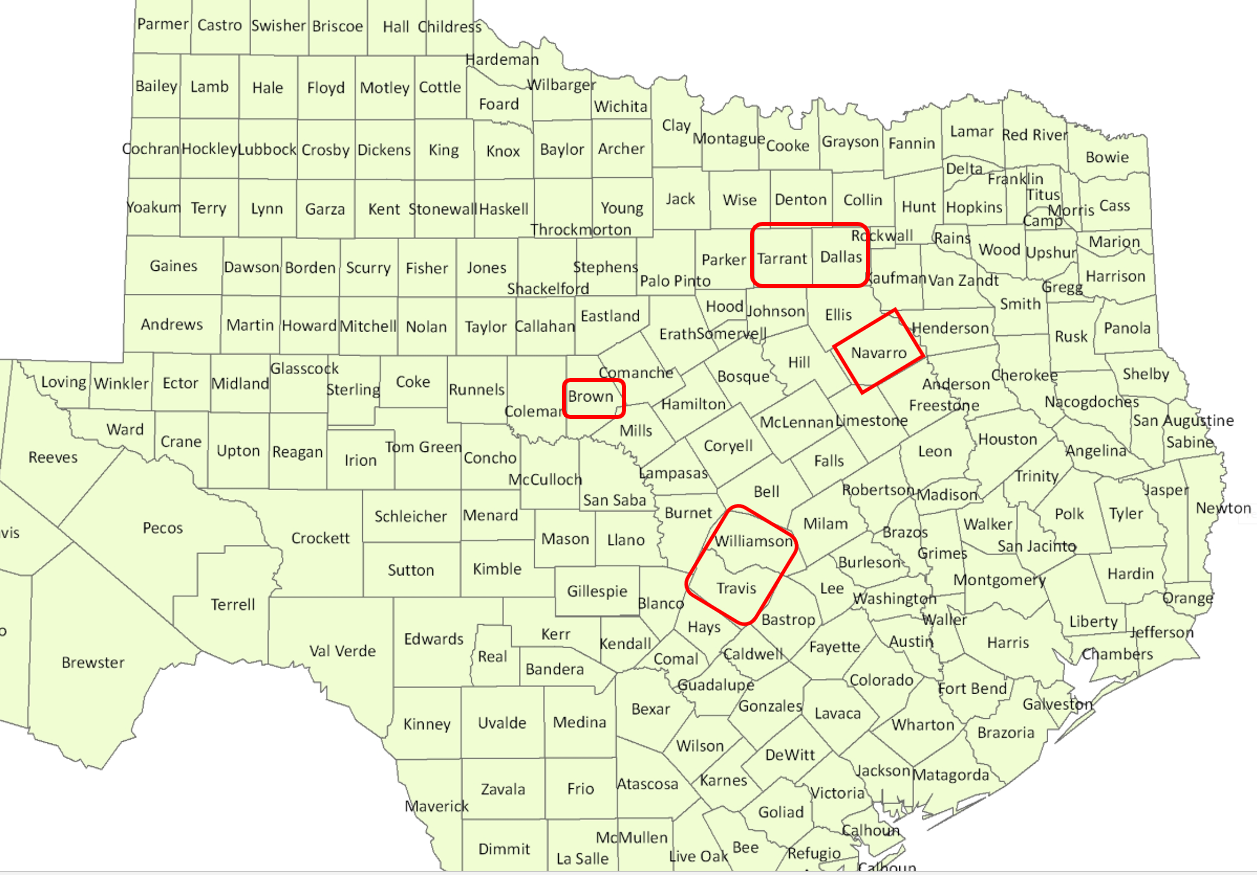 Parmer Castro Swisher Briscoe Hall Childress
Hardeman
Bailey Lamb Hale Floyd Motley Cottle Wilbarger
Foard Wichita
Clay Lamar Red River
Montague Cooke Grayson Fannin
Cochran Hockley Lubbock Crosby Dickens King Knox Baylor Archer Bowie
Delta
Franklin
Titus
Jack Wise Denton Collin Hunt Hopkins Morris Cass
Yoakum Terry Lynn Garza Kent Stonewall Haskell Young Camp
Throckmorton Rockwall Rains Marion
Wood Upshur
Gaines Dawson Borden Scurry Fisher Jones Stephens Parker Tarrant Dallas
Shackelford Palo Pinto Kaufman Van Zandt Gregg Harrison
Smith
Hood Johnson Ellis
Andrews Martin Howard Mitchell Nolan Taylor Callahan Eastland Henderson Panola
Erath Somervell Rusk
Navarro
Glasscock Comanche Hill
Loving Winkler Ector Midland Sterling Coke Runnels Bosque Anderson Cherokee Shelby
Coleman Brown Hamilton Freestone Nacogdoches
Ward McLennan Limestone San Augustine
Mills Sabine
Crane Upton Reagan Irion Tom Green Concho Coryell Houston Angelina
Reeves Leon
Lampasas Falls
McCulloch Trinity
San Saba Bell Robertson Madison Jasper
Burnet Newton
Schleicher Menard Milam Walker Polk Tyler
vis Pecos Crockett Mason Llano Williamson Brazos
Grimes San Jacinto
Sutton Kimble Burleson Hardin
Travis Lee Montgomery
Terrell Gillespie Blanco Washington Orange
Hays Bastrop Waller Liberty
o Edwards Kerr Kendall Jefferson
Val Verde Fayette Austin Harris
Brewster Real Bandera Comal Caldwell Chambers
Guadalupe Colorado Fort Bend
Bexar Gonzales Lavaca Galveston
Kinney Uvalde Medina Wharton Brazoria
Wilson DeWitt
Zavala Frio Atascosa Karnes Jackson Matagorda
Maverick Victoria
Goliad
McMullen Calhoun
Dimmit La Salle Live Oak Bee Refugio
Calhoun